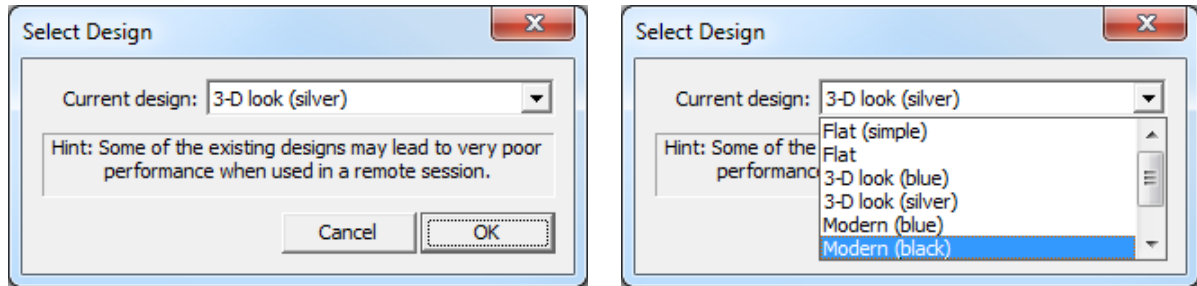 Select Design
Current design: 3-D look (silver)
Hint: Some of the existing designs may lead to very poor
performance when used in a remote session.
Cancel OK
Select Design
Current design: 3-D look (silver)
Hint: Some of the
performance
Flat (simple)
Flat
3-D look (blue)
3-D look (silver)
Modern (blue)
Modern (black)